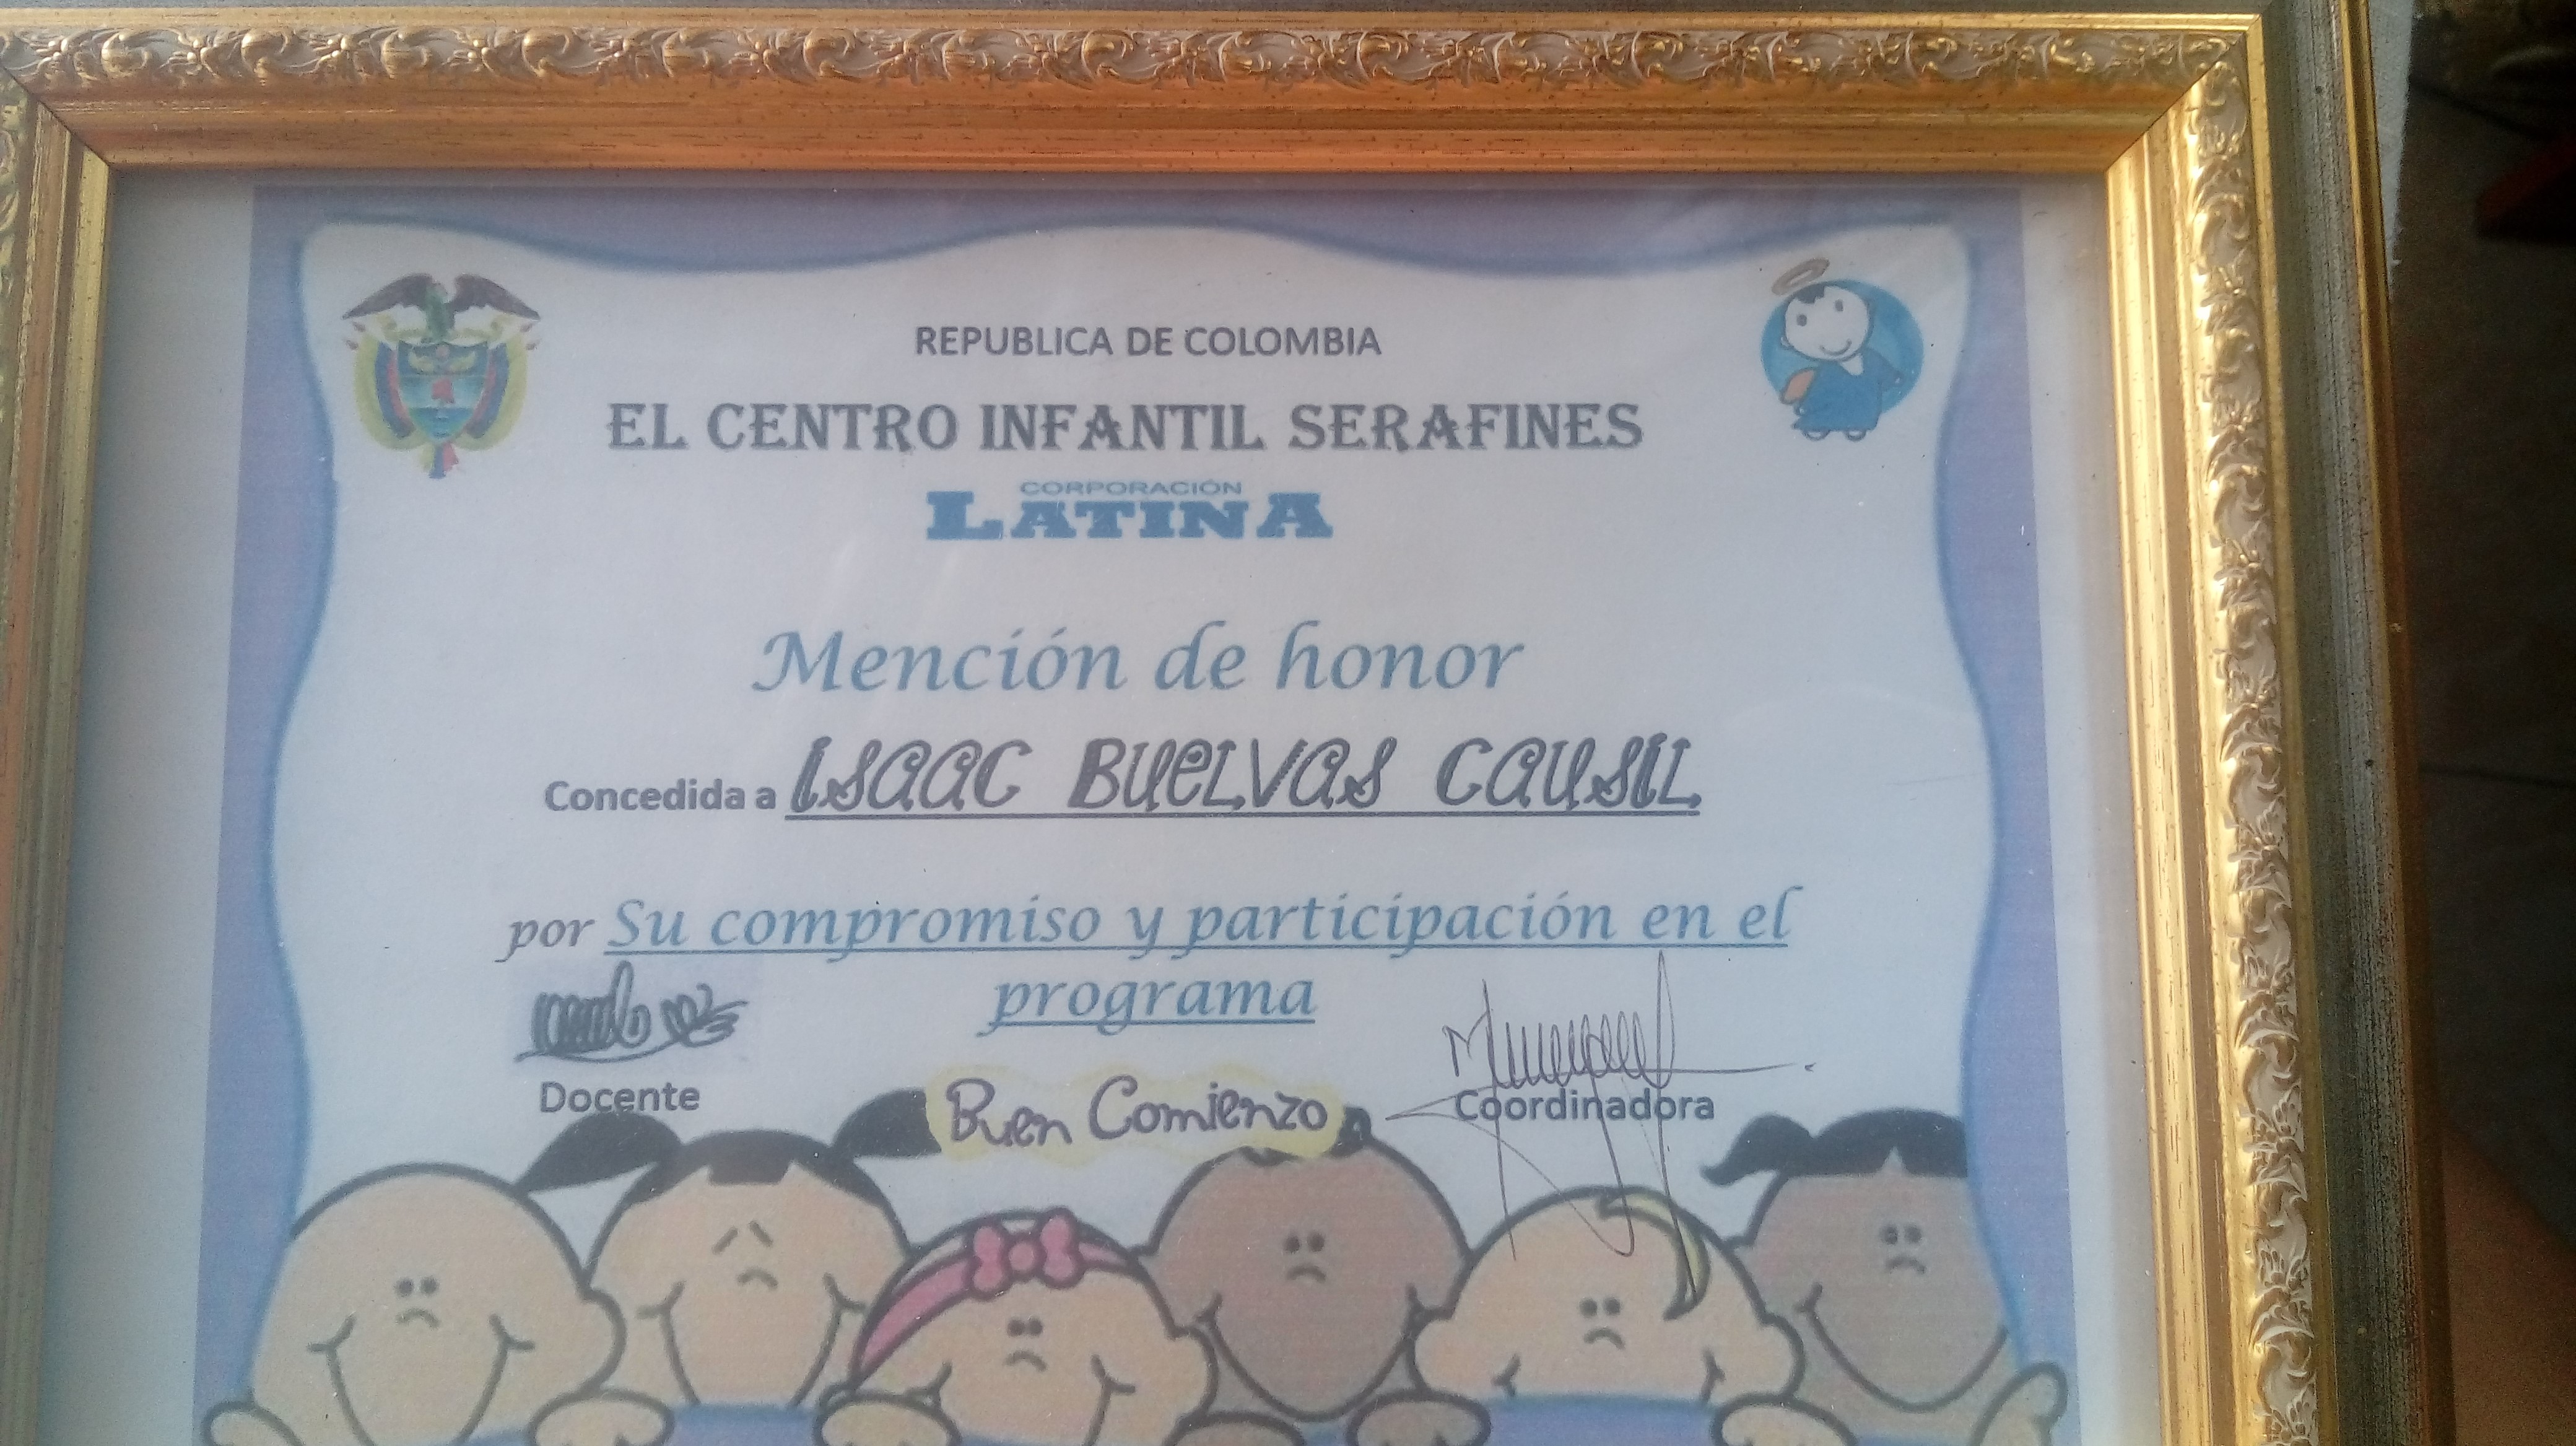 REPUBLICA DE COLOMBIA
EL CENTRO INFANTIL SERAFINES
CORPORACIÓN
LATINA
Mención de honor
Concedida a ISAAC BUELVAS CAUSIL
por Su compromiso y participación en el
programa
Docente
Buen Comienzo
Coordinadora